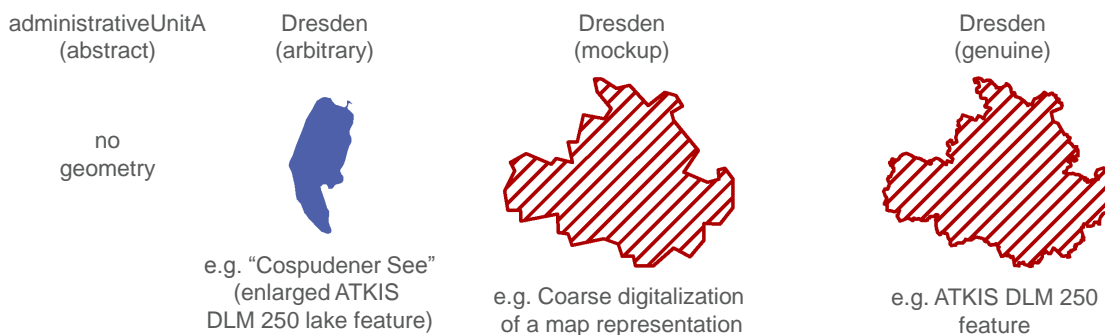 administrativeUnitA
(abstract)
no
geometry
Dresden
(arbitrary)
e.g. “Cospudener See”
(enlarged ATKIS
DLM 250 lake feature)
Dresden
(mockup)
e.g. Coarse digitalization
of a map representation
Dresden
(genuine)
e.g. ATKIS DLM 250
feature